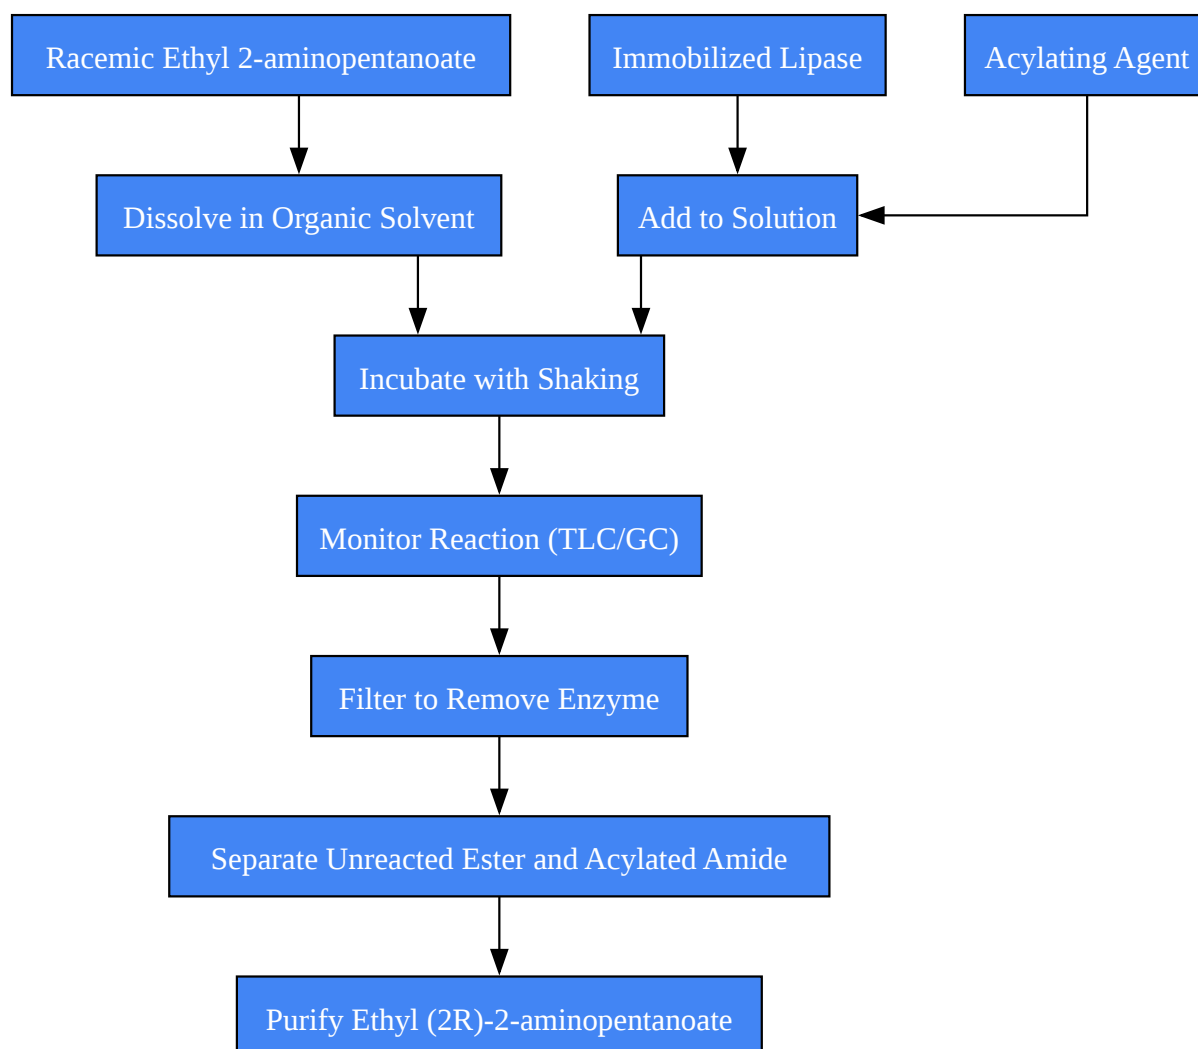 Racemic Ethyl 2-aminopentanoate
Immobilized Lipase
Acylating Agent
Dissolve in Organic Solvent
Add to Solution
Incubate with Shaking
Monitor Reaction (TLC/GC)
Filter to Remove Enzyme
Separate Unreacted Ester and Acylated Amide
Purify Ethyl (2R)-2-aminopentanoate